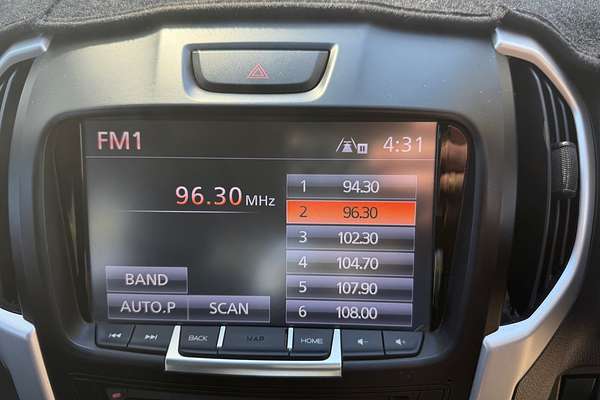 FM1 4:31
96.30 MHz
1 94.30
2 96.30
3 102.30
4 104.70
5 107.90
6 108.00
BAND
AUTO.P SCAN
BACK MAP HOME